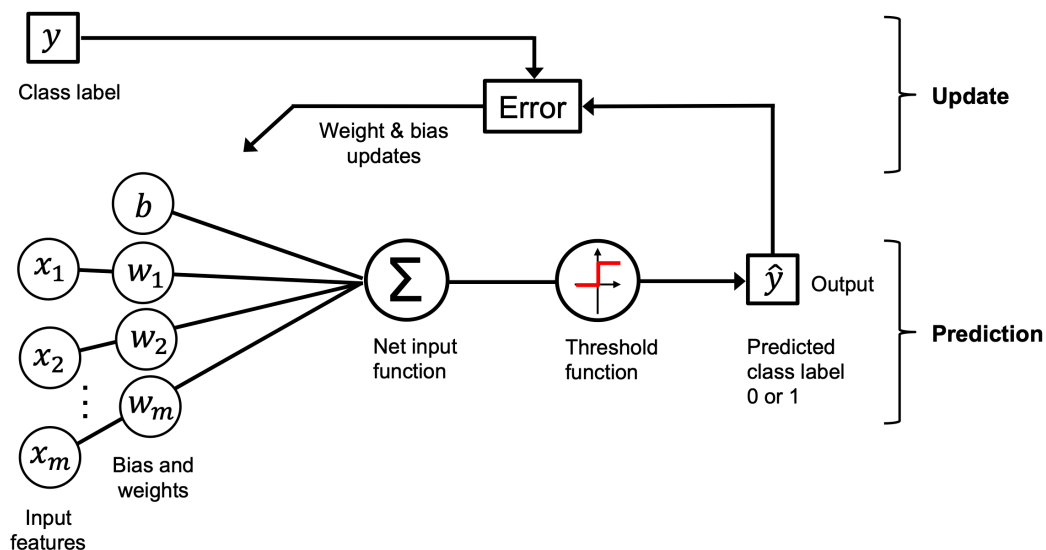 y
Class label
Error
Update
Weight & bias
updates
b
x₁
w₁
Σ
ŷ
Output
x₂
w₂
Net input
function
Threshold
function
Predicted
class label
0 or 1
Prediction
⋮
wₘ
xₘ
Bias and
weights
Input
features